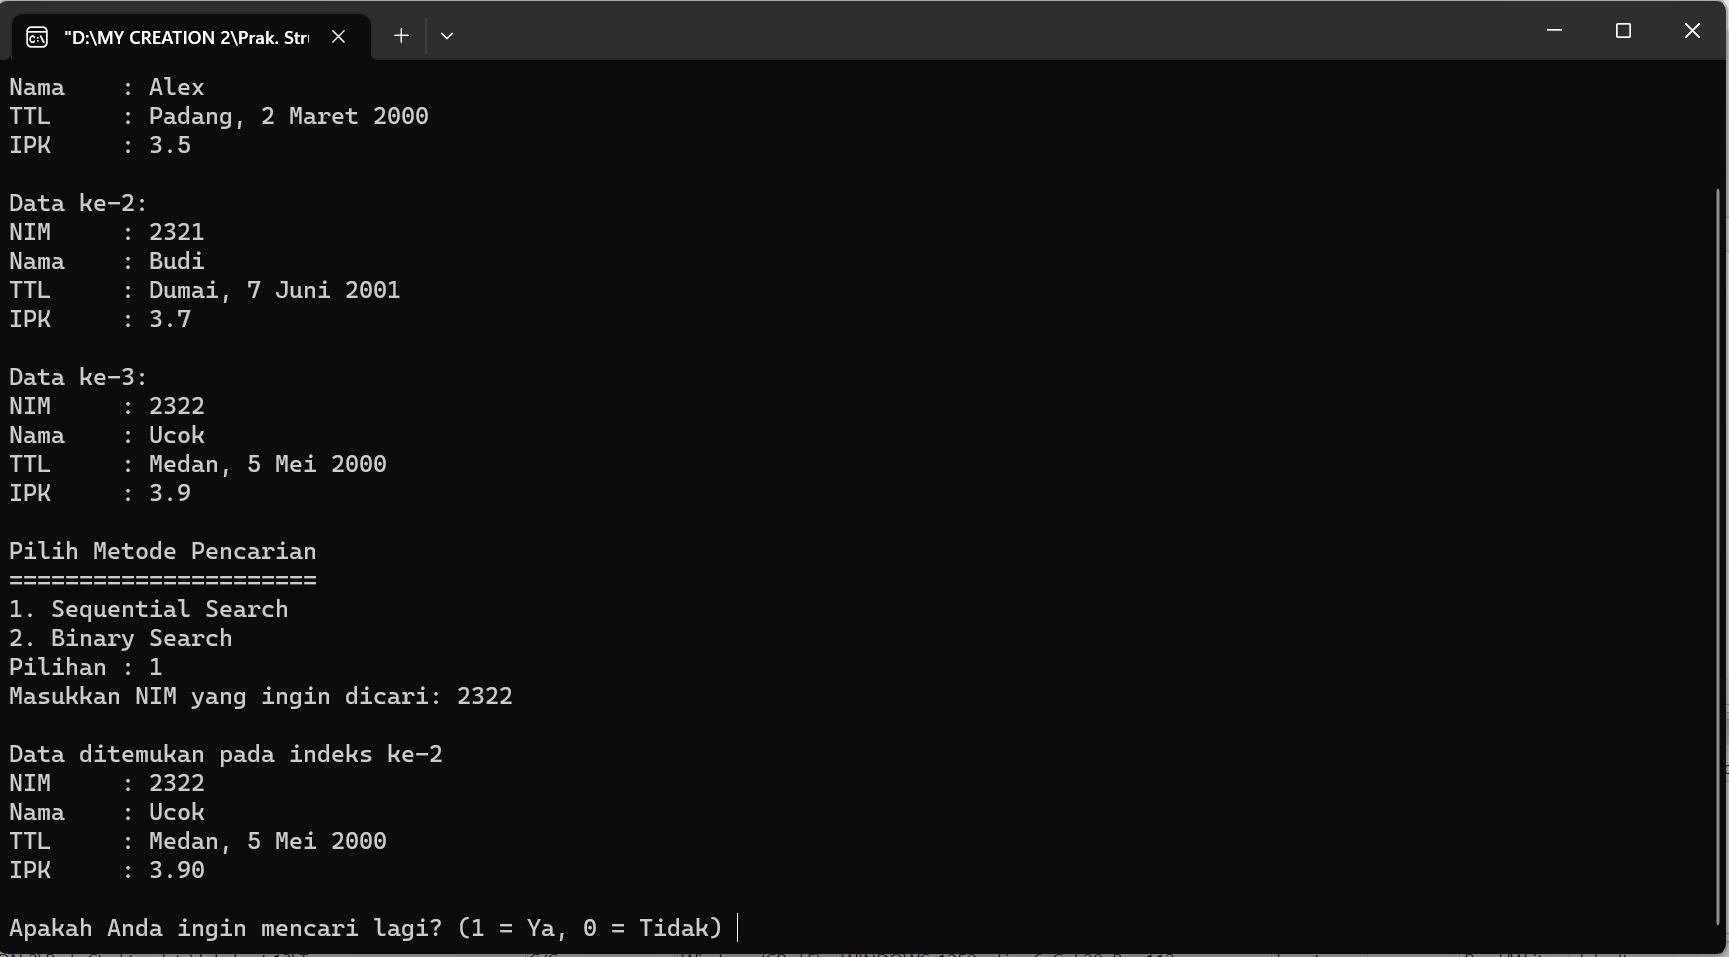 "D:\MY CREATION 2\Prak. Str
Nama    : Alex
TTL     : Padang, 2 Maret 2000
IPK     : 3.5
Data ke-2:
NIM     : 2321
Nama    : Budi
TTL     : Dumai, 7 Juni 2001
IPK     : 3.7
Data ke-3:
NIM     : 2322
Nama    : Ucok
TTL     : Medan, 5 Mei 2000
IPK     : 3.9
Pilih Metode Pencarian
======================
1. Sequential Search
2. Binary Search
Pilihan : 1
Masukkan NIM yang ingin dicari: 2322
Data ditemukan pada indeks ke-2
NIM     : 2322
Nama    : Ucok
TTL     : Medan, 5 Mei 2000
IPK     : 3.90
Apakah Anda ingin mencari lagi? (1 = Ya, 0 = Tidak)